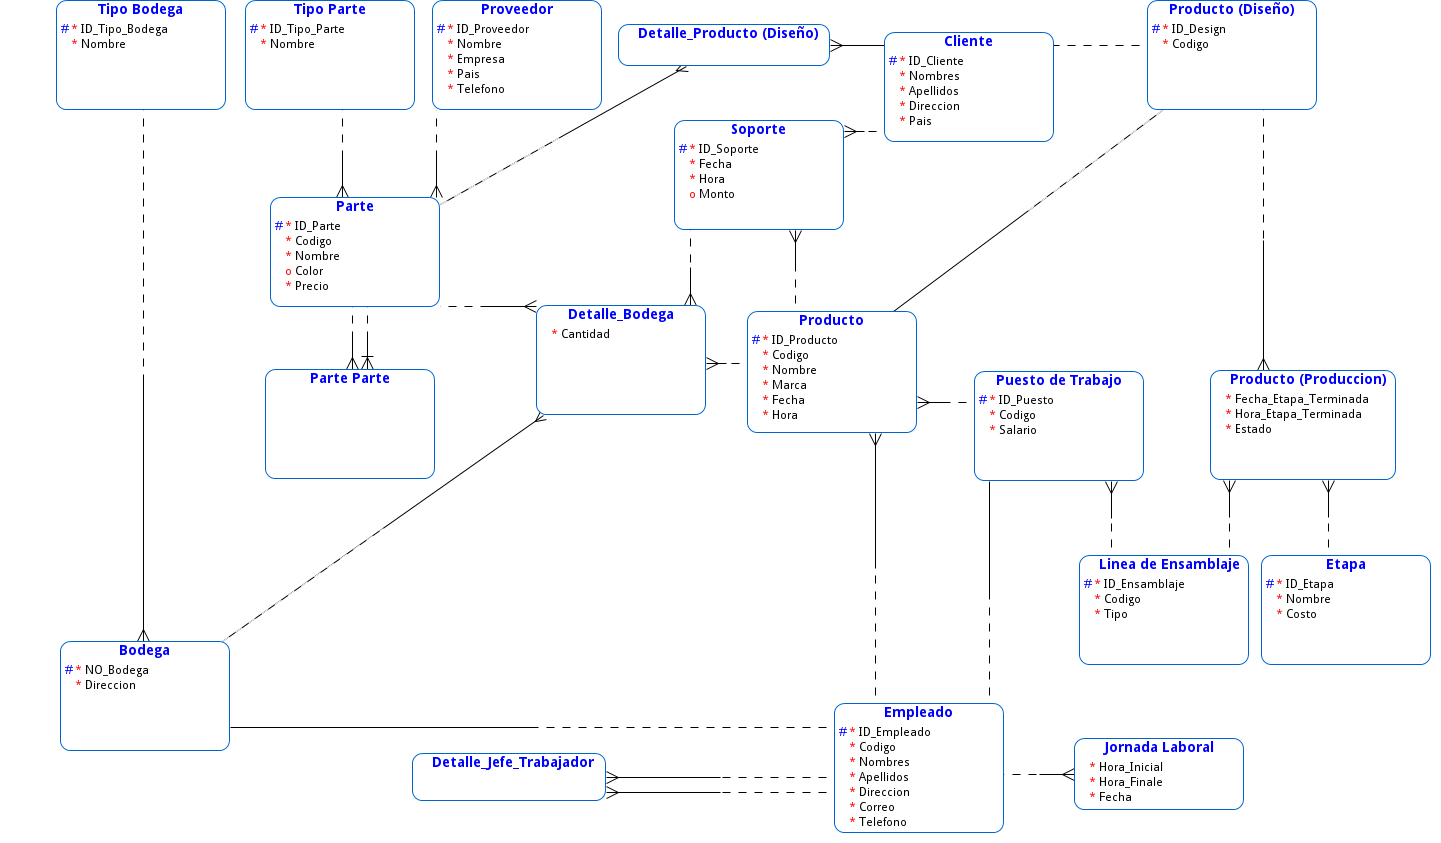 Tipo Bodega
#* ID_Tipo_Bodega
* Nombre
Tipo Parte
#* ID_Tipo_Parte
* Nombre
Proveedor
#* ID_Proveedor
* Nombre
* Empresa
* Pais
* Telefono
Detalle_Producto (Diseño)
Cliente
#* ID_Cliente
* Nombres
* Apellidos
* Direccion
* Pais
Producto (Diseño)
#* ID_Design
* Codigo
Soporte
#* ID_Soporte
* Fecha
* Hora
o Monto
Parte
#* ID_Parte
* Codigo
* Nombre
o Color
* Precio
Detalle_Bodega
* Cantidad
Producto
#* ID_Producto
* Codigo
* Nombre
* Marca
* Fecha
* Hora
Parte Parte
Puesto de Trabajo
#* ID_Puesto
* Codigo
* Salario
Producto (Produccion)
* Fecha_Etapa_Terminada
* Hora_Etapa_Terminada
* Estado
Linea de Ensamblaje
#* ID_Ensamblaje
* Codigo
* Tipo
Etapa
#* ID_Etapa
* Nombre
* Costo
Bodega
#* NO_Bodega
* Direccion
Empleado
#* ID_Empleado
* Codigo
* Nombres
* Apellidos
* Direccion
* Correo
* Telefono
Detalle_Jefe_Trabajador
Jornada Laboral
* Hora_Inicial
* Hora_Finale
* Fecha